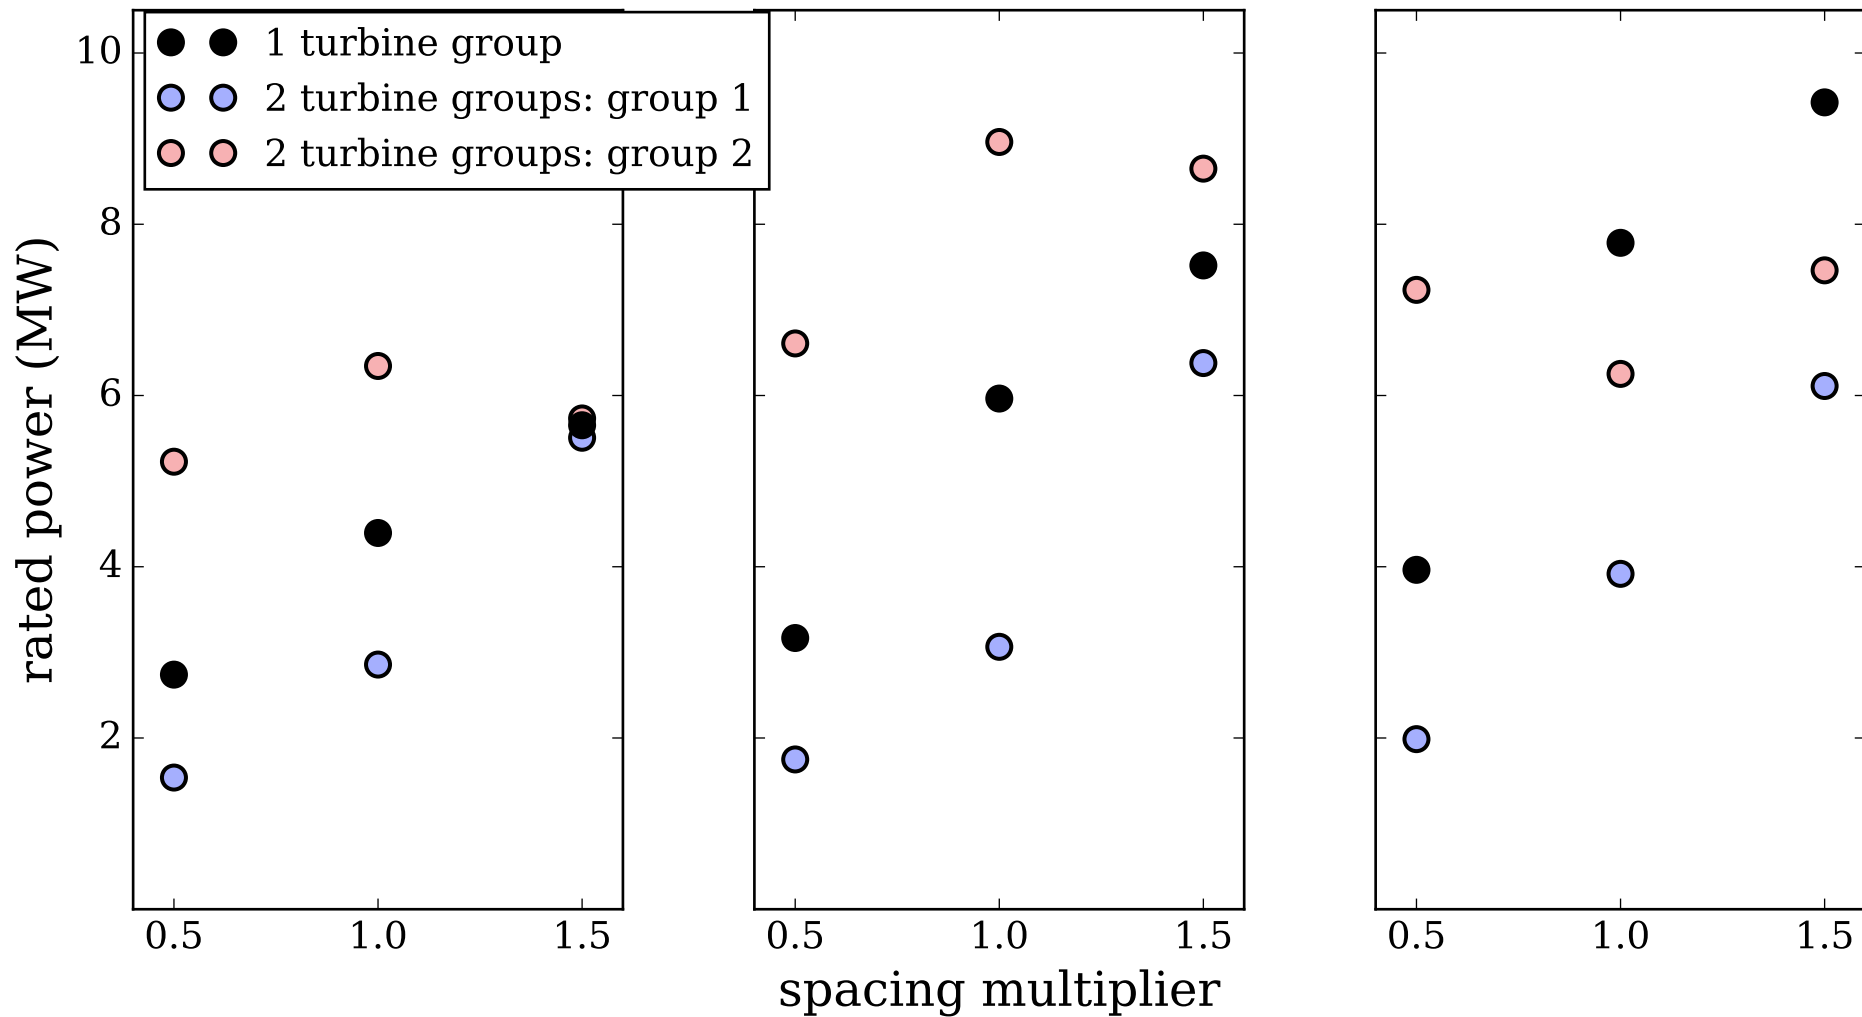 1 turbine group
2 turbine groups: group 1
2 turbine groups: group 2
rated power (MW)
10
8
6
4
2
0.5 1.0 1.5 0.5 1.0 1.5 0.5 1.0 1.5
spacing multiplier